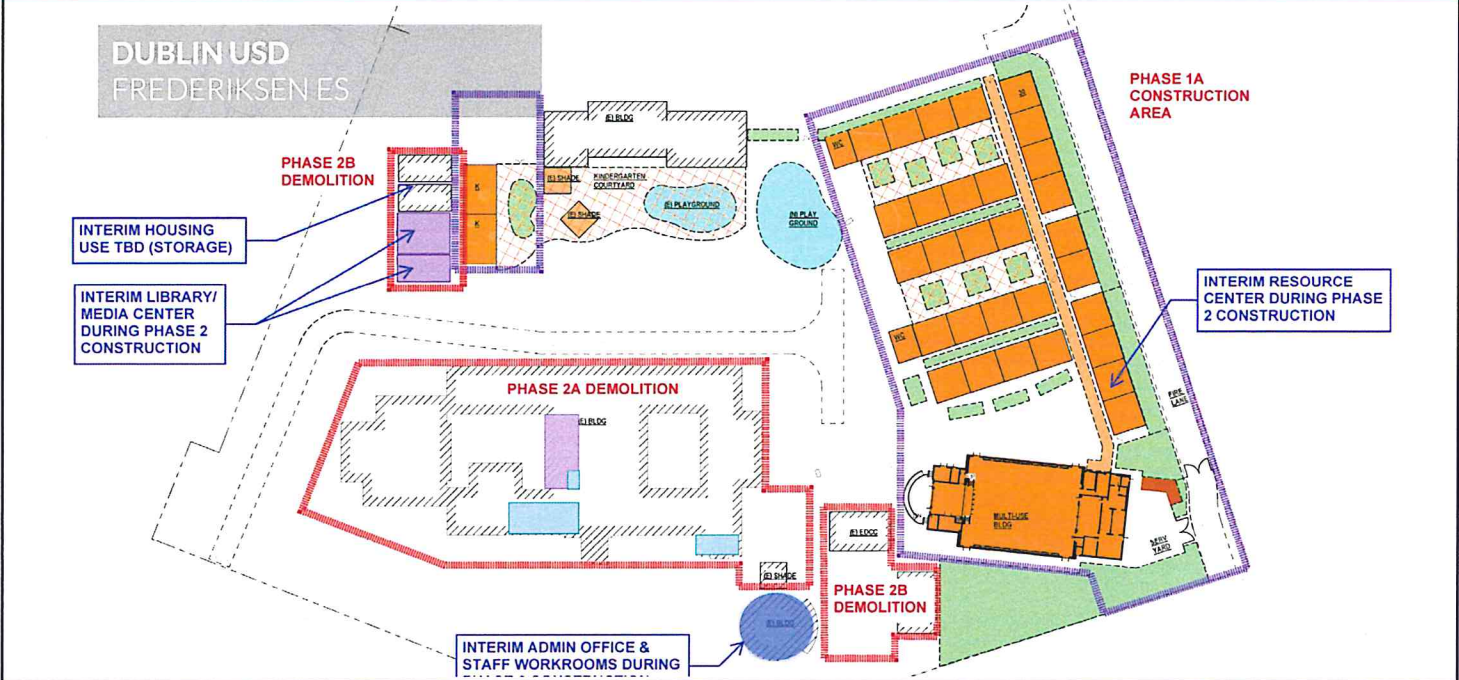 DUBLIN USD
FREDERIKSEN ES
PHASE 1A
CONSTRUCTION
AREA
(E) BLDG
WC
PHASE 2B
DEMOLITION
K
K
(E) SHADE
KINDERGARTEN
COURTYARD
(E) SHADE
(E) PLAYGROUND
(N) PLAY
GROUND
INTERIM HOUSING
USE TBD (STORAGE)
INTERIM LIBRARY/
MEDIA CENTER
DURING PHASE 2
CONSTRUCTION
INTERIM RESOURCE
CENTER DURING PHASE
2 CONSTRUCTION
WC
PHASE 2A DEMOLITION
(E) BLDG
FIRE
LANE
MULTI-USE
BLDG
SERV.
YARD
(E) EDCC
(E) SHADE
PHASE 2B
DEMOLITION
(E) BLDG
INTERIM ADMIN OFFICE &
STAFF WORKROOMS DURING